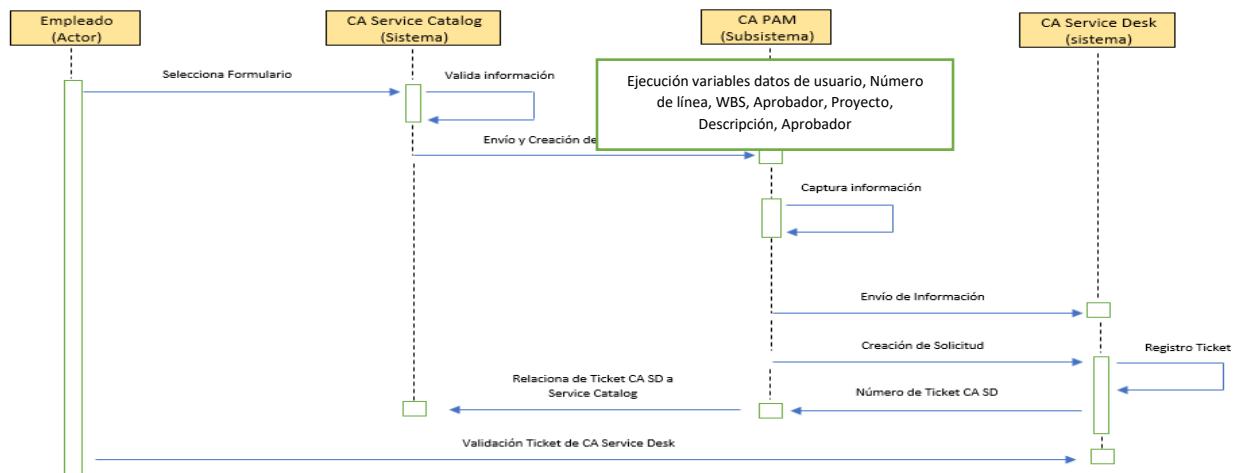 Empleado
(Actor)
CA Service Catalog
(Sistema)
CA PAM
(Subsistema)
CA Service Desk
(sistema)
Selecciona Formulario
Valida información
Ejecución variables datos de usuario, Número
de línea, WBS, Aprobador, Proyecto,
Descripción, Aprobador
Envío y Creación de
Captura información
Envío de Información
Creación de Solicitud
Registro Ticket
Relaciona de Ticket CA SD a
Service Catalog
Número de Ticket CA SD
Validación Ticket de CA Service Desk